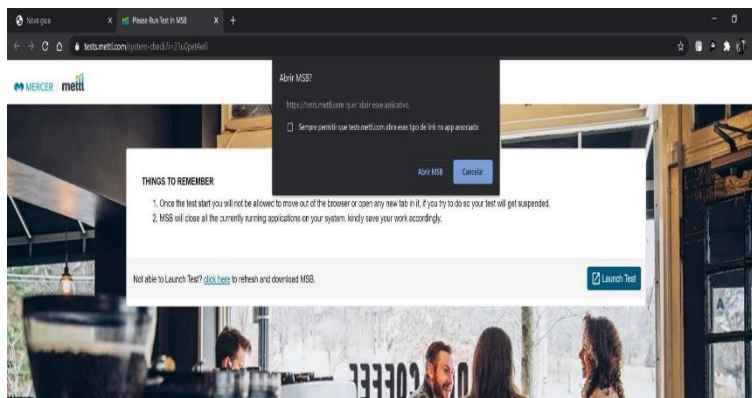 Nova guia
Please Run Test in MSB
tests.mettl.com/system-check?i=21u0pet4w0
MERCER mettl
Abrir MSB?
https://tests.mettl.com quer abrir esse aplicativo.
Sempre permitir que tests.mettl.com abra esse tipo de link no app associado
Abrir MSB
Cancelar
THINGS TO REMEMBER
1. Once the test start you will not be allowed to move out of the browser or open any new tab in it, if you try to do so your test will get suspended.
2. MSB will close all the currently running applications on your system, kindly save your work accordingly.
Not able to Launch Test? click here to refresh and download MSB.
Launch Test
A
COFFEE